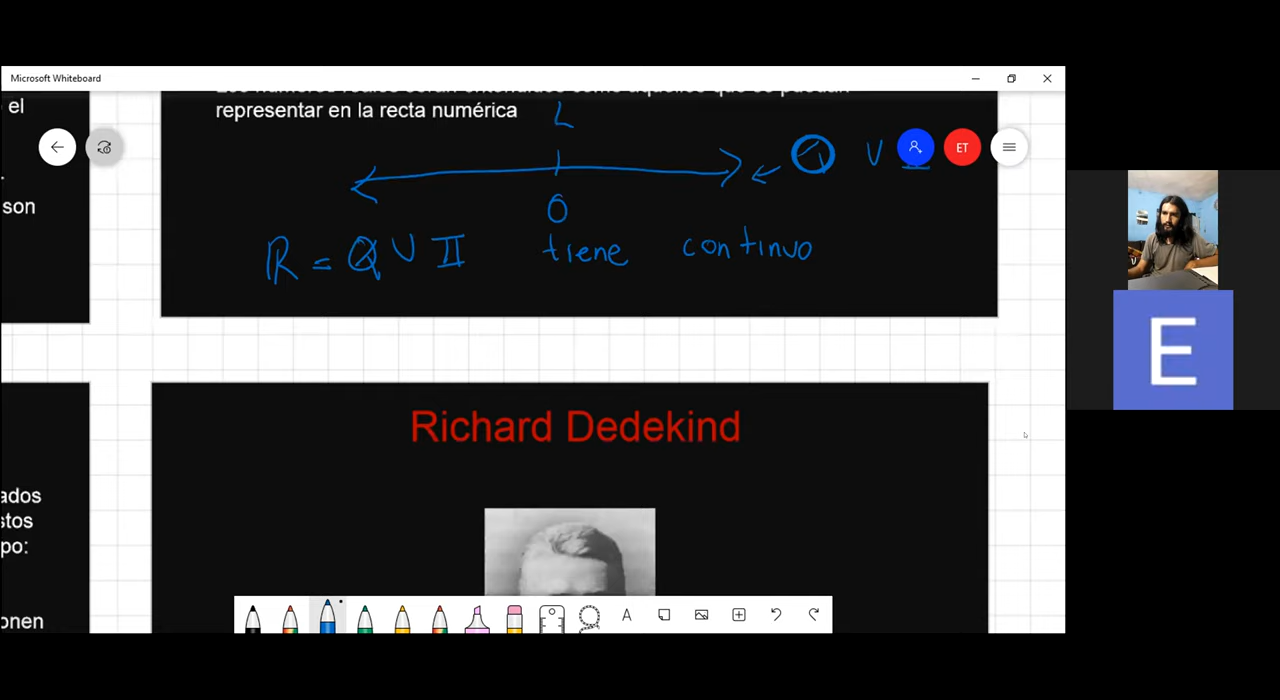 Microsoft Whiteboard
el
representar en la recta numérica
L
V
ET
son
0
R = Q U II tiene continuo
Richard Dedekind
ados
stos
po:
onen
A
E